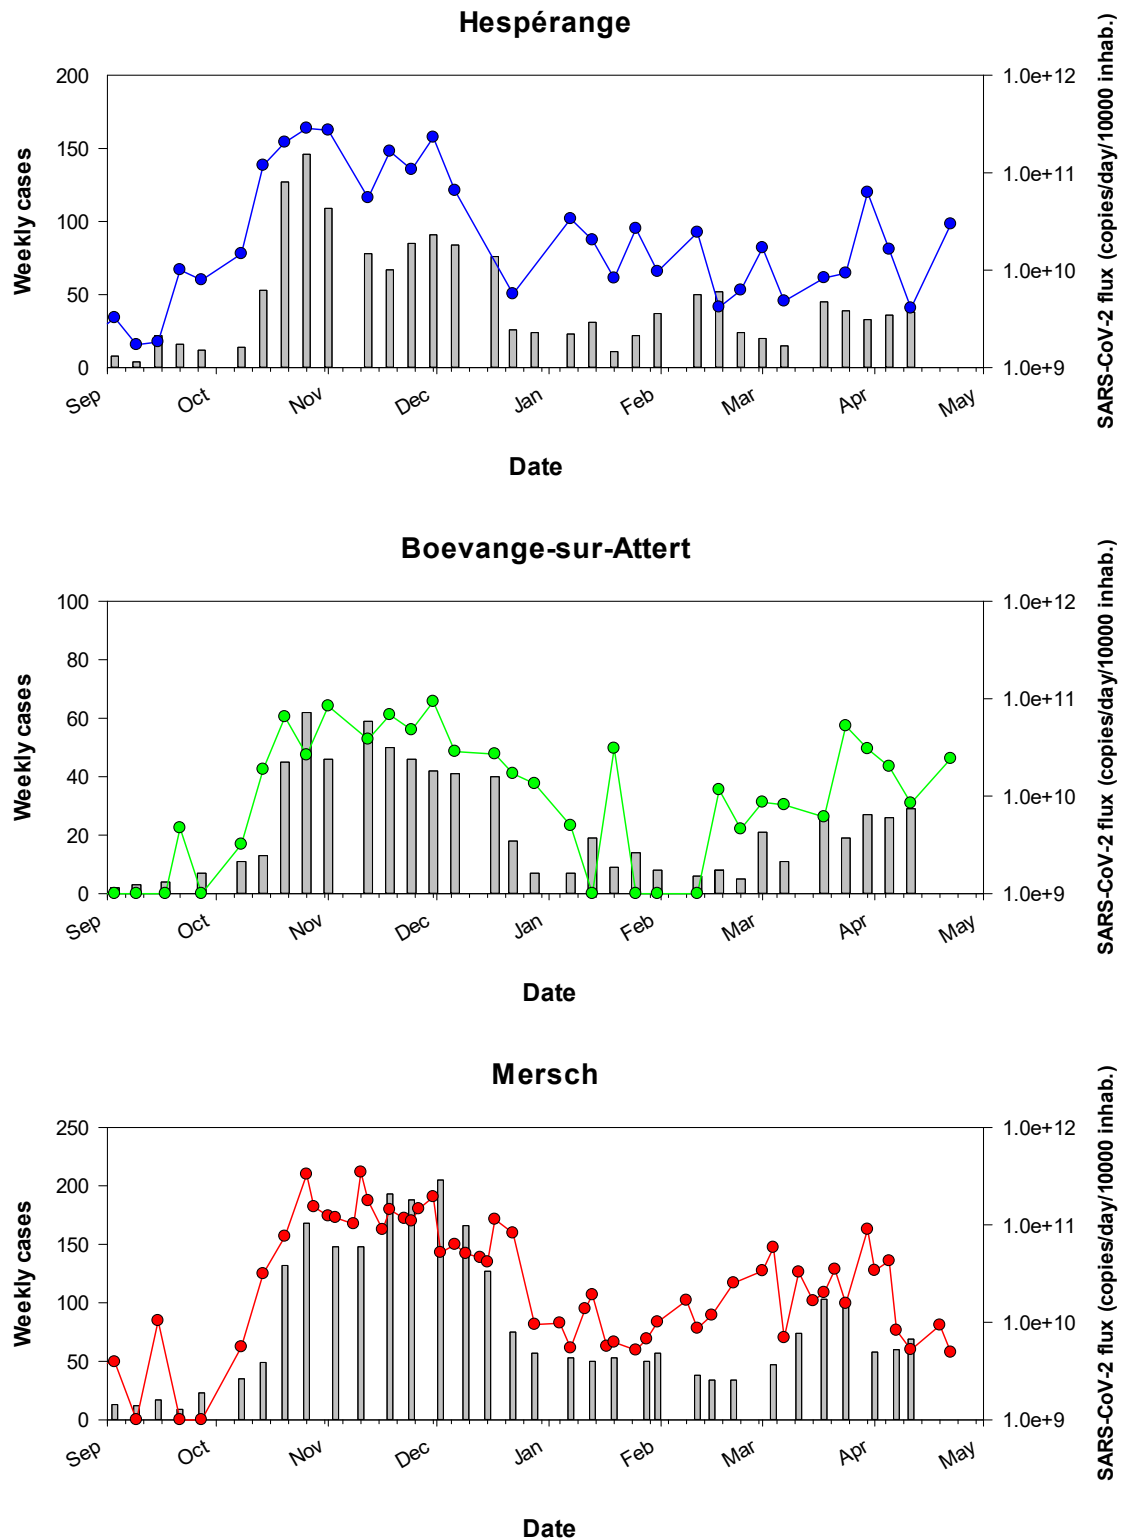 Hespérange
200
150
100
50
0
Weekly cases
1.0e+12
1.0e+11
1.0e+10
1.0e+9
SARS-CoV-2 flux (copies/day/10000 inhab.)
Sep
Oct
Nov
Dec
Jan
Feb
Mar
Apr
May
Date
Boevange-sur-Attert
100
80
60
40
20
0
Weekly cases
1.0e+12
1.0e+11
1.0e+10
1.0e+9
SARS-CoV-2 flux (copies/day/10000 inhab.)
Sep
Oct
Nov
Dec
Jan
Feb
Mar
Apr
May
Date
Mersch
250
200
150
100
50
0
Weekly cases
1.0e+12
1.0e+11
1.0e+10
1.0e+9
SARS-CoV-2 flux (copies/day/10000 inhab.)
Sep
Oct
Nov
Dec
Jan
Feb
Mar
Apr
May
Date